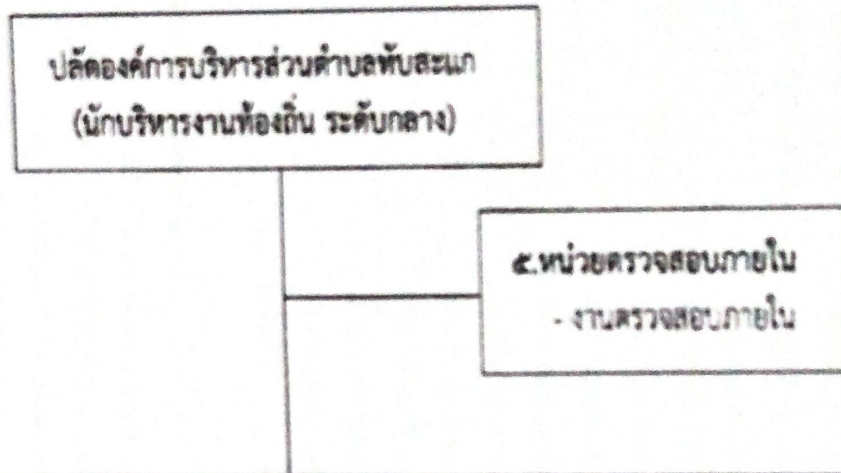 ปลัดองค์การบริหารส่วนตำบลทับสะแก
(นักบริหารงานท้องถิ่น ระดับกลาง)
๕.หน่วยตรวจสอบภายใน
- งานตรวจสอบภายใน